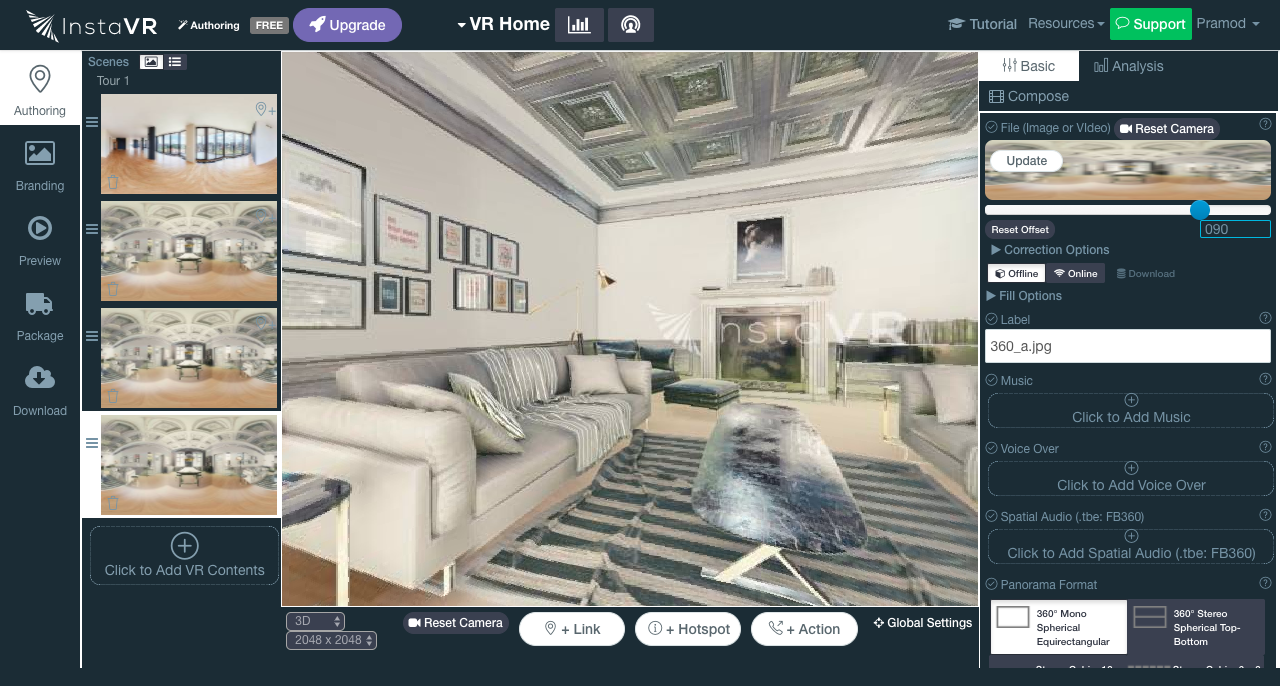 InstaVR
Authoring
FREE
Upgrade
VR Home
Tutorial
Resources
Support
Pramod
Authoring
Branding
Preview
Package
Download
Scenes
Tour 1
Click to Add VR Contents
InstaVR
3D
2048 x 2048
Reset Camera
+ Link
+ Hotspot
+ Action
Global Settings
Basic
Analysis
Compose
File (Image or VIdeo)
Reset Camera
Update
Reset Offset
090
Correction Options
Offline
Online
Download
Fill Options
Label
360_a.jpg
Music
Click to Add Music
Voice Over
Click to Add Voice Over
Spatial Audio (.tbe: FB360)
Click to Add Spatial Audio (.tbe: FB360)
Panorama Format
360° Mono
Spherical
Equirectangular
360° Stereo
Spherical Top-
Bottom